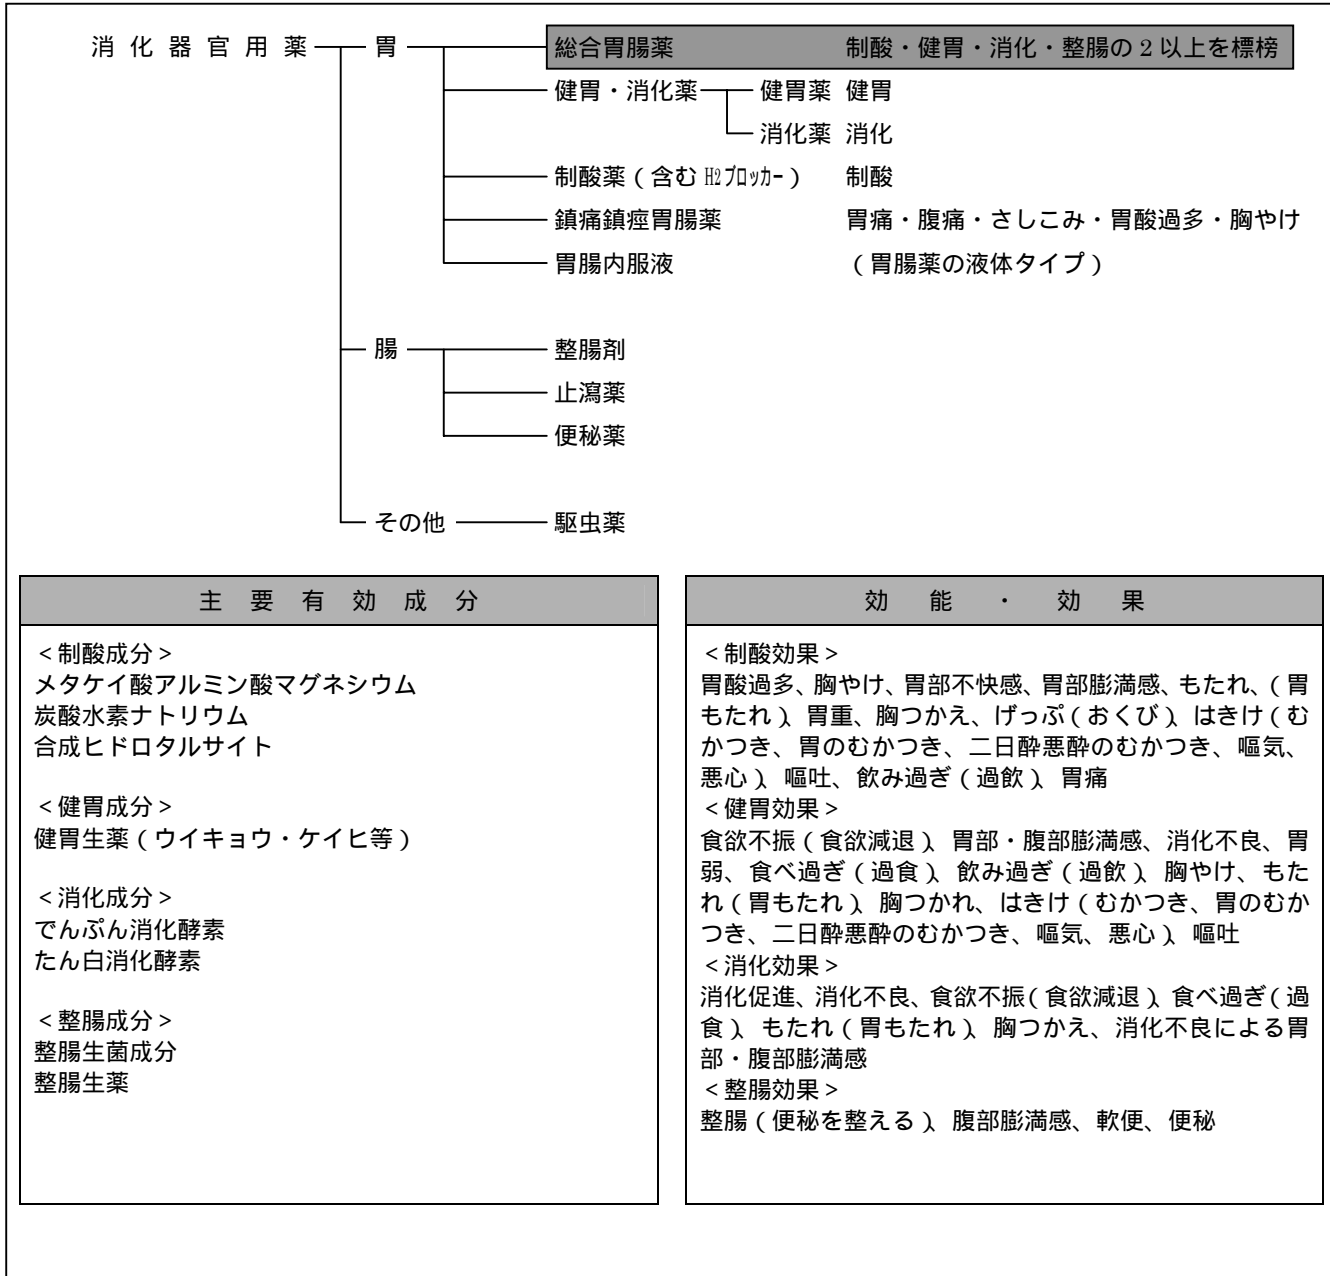 消化器官用薬 胃 総合胃腸薬 制酸・健胃・消化・整腸の2以上を標榜
健胃・消化薬 健胃薬 健胃
消化薬 消化
制酸薬(含むH2ブロッカー) 制酸
鎮痛鎮痙胃腸薬 胃痛・腹痛・さしこみ・胃酸過多・胸やけ
胃腸内服液 (胃腸薬の液体タイプ)
腸 整腸剤
止瀉薬
便秘薬
その他 駆虫薬
主要有効成分
<制酸成分>
メタケイ酸アルミン酸マグネシウム
炭酸水素ナトリウム
合成ヒドロタルサイト
<健胃成分>
健胃生薬(ウイキョウ・ケイヒ等)
<消化成分>
でんぷん消化酵素
たん白消化酵素
<整腸成分>
整腸生菌成分
整腸生薬
効能・効果
<制酸効果>
胃酸過多、胸やけ、胃部不快感、胃部膨満感、もたれ、(胃
もたれ)、胃重、胸つかえ、げっぷ(おくび)、はきけ(む
かつき、胃のむかつき、二日酔悪酔のむかつき、嘔気、
悪心)、嘔吐、飲み過ぎ(過飲)、胃痛
<健胃効果>
食欲不振(食欲減退)、胃部・腹部膨満感、消化不良、胃
弱、食べ過ぎ(過食)、飲み過ぎ(過飲)、胸やけ、もた
れ(胃もたれ)、胸つかれ、はきけ(むかつき、胃のむか
つき、二日酔悪酔のむかつき、嘔気、悪心)、嘔吐
<消化効果>
消化促進、消化不良、食欲不振(食欲減退)、食べ過ぎ(過
食)、もたれ(胃もたれ)、胸つかえ、消化不良による胃
部・腹部膨満感
<整腸効果>
整腸(便秘を整える)、腹部膨満感、軟便、便秘